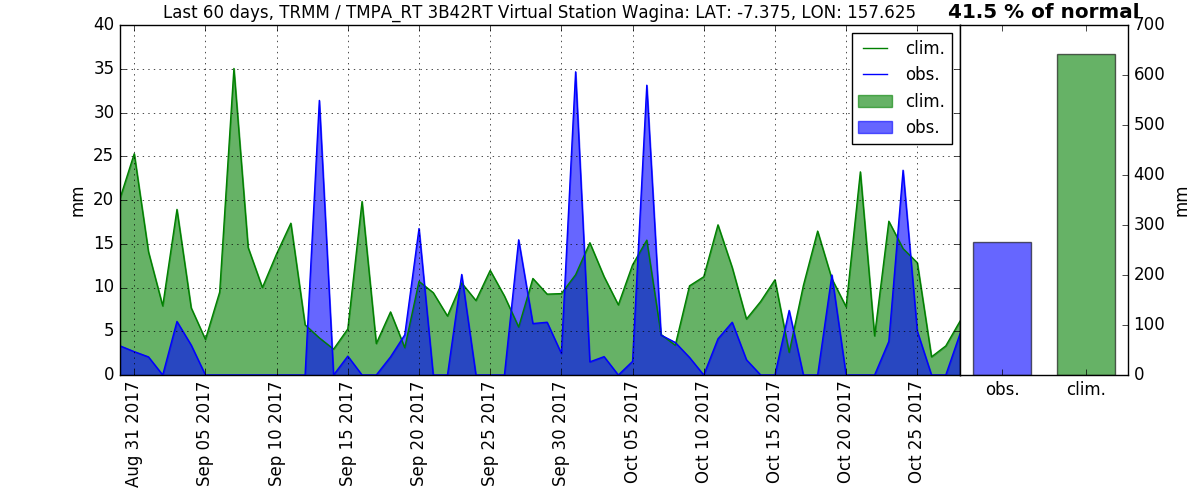 Last 60 days, TRMM / TMPA_RT 3B42RT Virtual Station Wagina: LAT: -7.375, LON: 157.625
41.5 % of normal
40
35
30
25
20
15
10
5
0
mm
clim.
obs.
clim.
obs.
700
600
500
400
300
200
100
0
mm
obs.
clim.
Aug 31 2017
Sep 05 2017
Sep 10 2017
Sep 15 2017
Sep 20 2017
Sep 25 2017
Sep 30 2017
Oct 05 2017
Oct 10 2017
Oct 15 2017
Oct 20 2017
Oct 25 2017